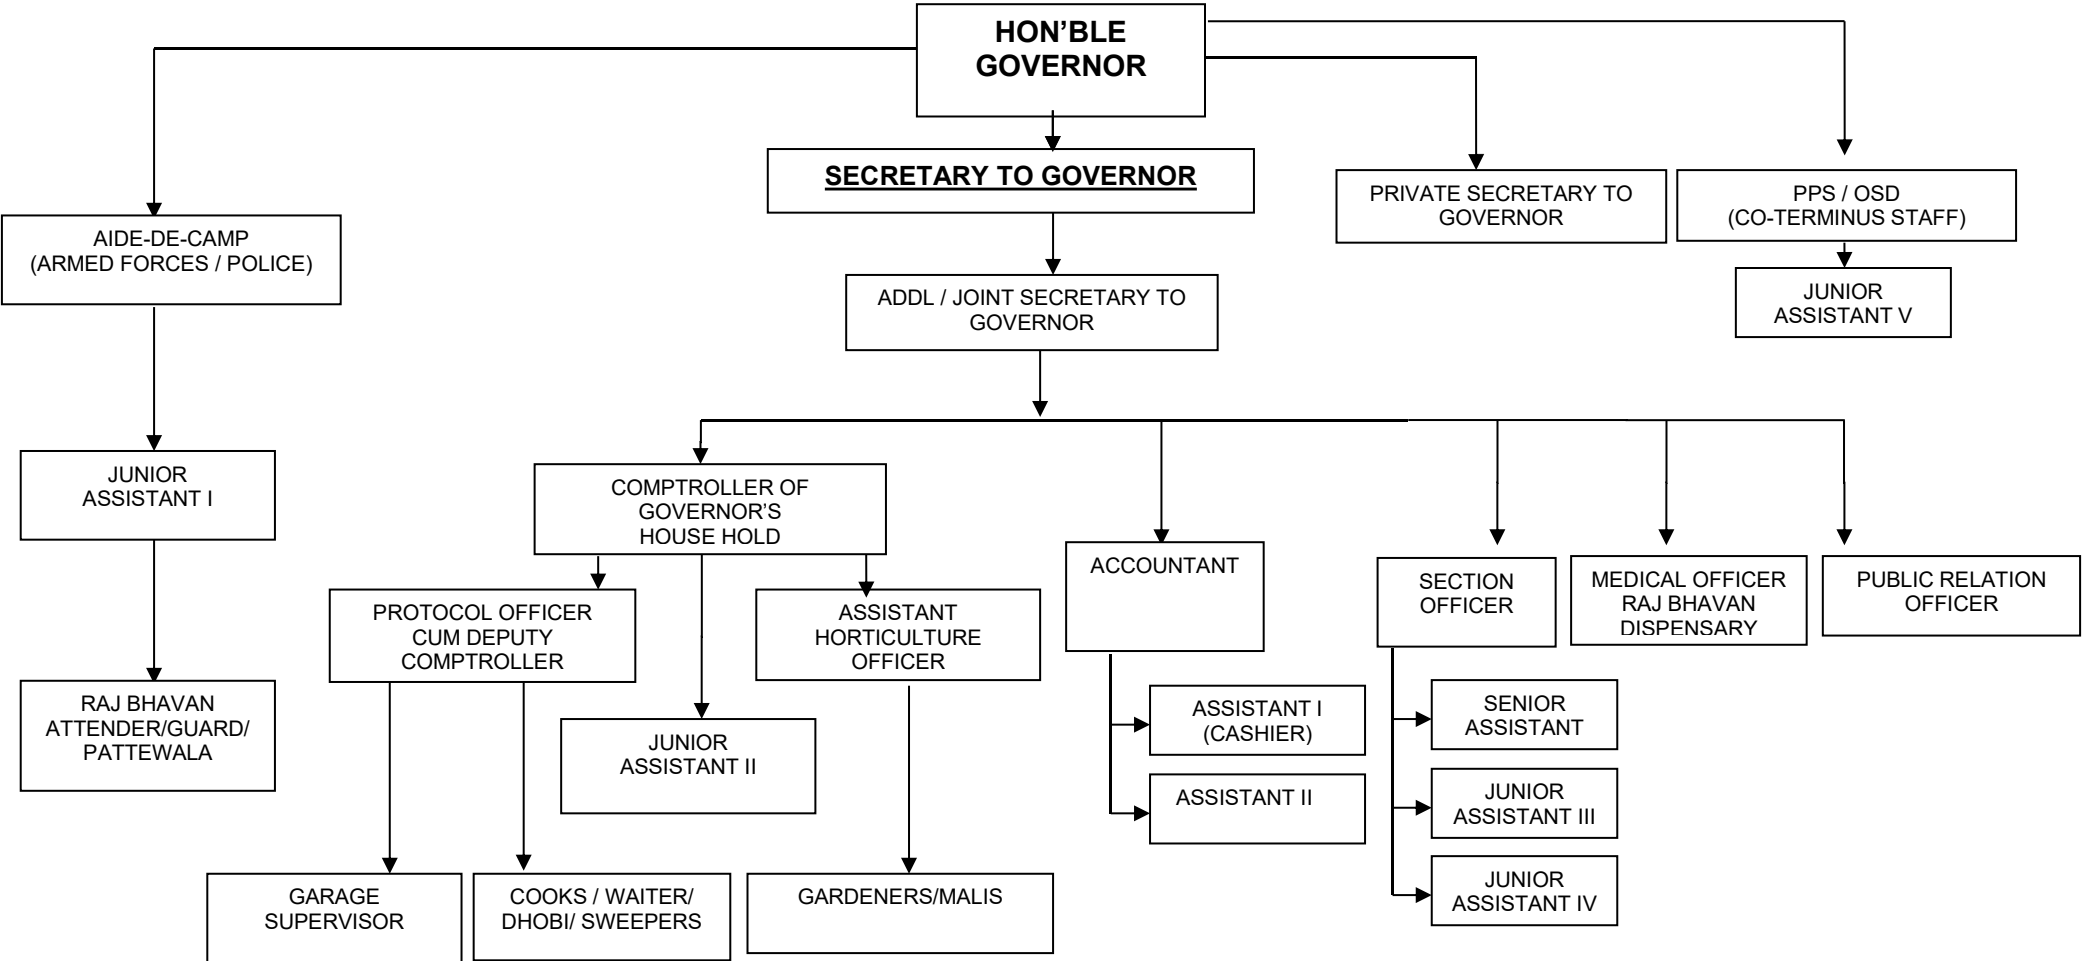 HON'BLE
GOVERNOR
SECRETARY TO GOVERNOR
PRIVATE SECRETARY TO
GOVERNOR
PPS / OSD
(CO-TERMINUS STAFF)
AIDE-DE-CAMP
(ARMED FORCES / POLICE)
ADDL / JOINT SECRETARY TO
GOVERNOR
JUNIOR
ASSISTANT V
JUNIOR
ASSISTANT I
COMPTROLLER OF
GOVERNOR'S
HOUSE HOLD
ACCOUNTANT
SECTION
OFFICER
MEDICAL OFFICER
RAJ BHAVAN
DISPENSARY
PUBLIC RELATION
OFFICER
PROTOCOL OFFICER
CUM DEPUTY
COMPTROLLER
ASSISTANT
HORTICULTURE
OFFICER
RAJ BHAVAN
ATTENDER/GUARD/
PATTEWALA
JUNIOR
ASSISTANT II
ASSISTANT I
(CASHIER)
SENIOR
ASSISTANT
ASSISTANT II
JUNIOR
ASSISTANT III
GARAGE
SUPERVISOR
COOKS / WAITER/
DHOBI/ SWEEPERS
GARDENERS/MALIS
JUNIOR
ASSISTANT IV